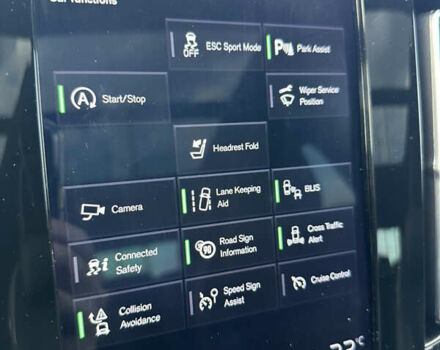 Car functions
ESC Sport Mode
OFF
Park Assist
Start/Stop
Wiper Service
Position
Headrest Fold
Camera
Lane Keeping
Aid
BLIS
Connected
Safety
Road Sign
Information
Cross Traffic
Alert
Collision
Avoidance
Speed Sign
Assist
Cruise Control